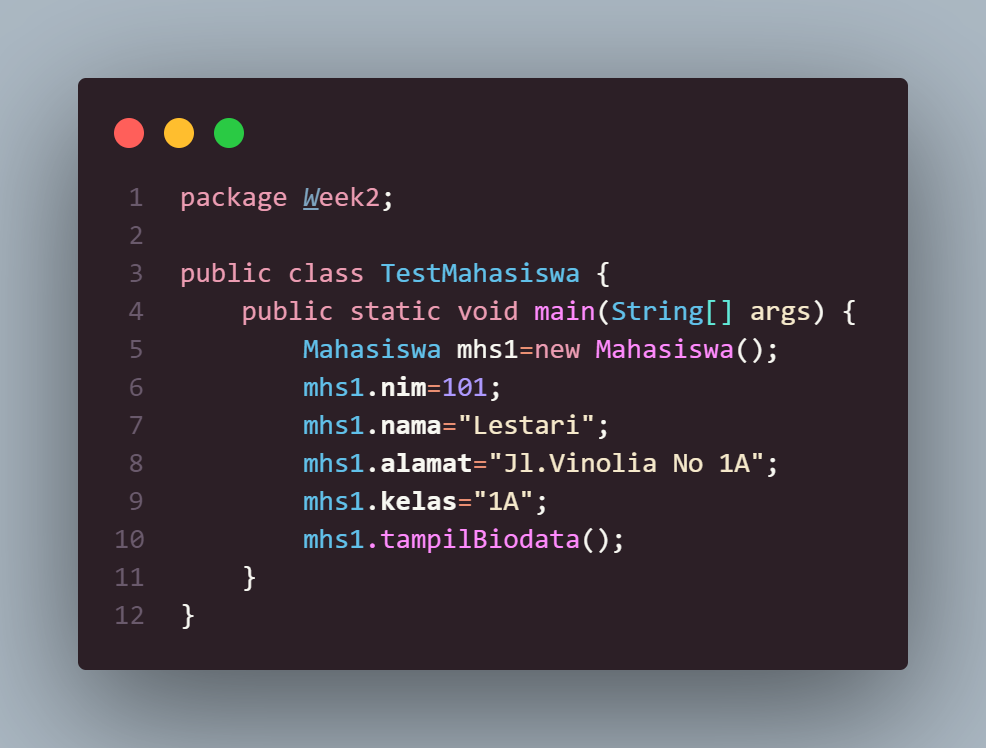 1 package Week2;
2
3 public class TestMahasiswa {
4     public static void main(String[] args) {
5         Mahasiswa mhs1=new Mahasiswa();
6         mhs1.nim=101;
7         mhs1.nama="Lestari";
8         mhs1.alamat="Jl.Vinolia No 1A";
9         mhs1.kelas="1A";
10         mhs1.tampilBiodata();
11     }
12 }